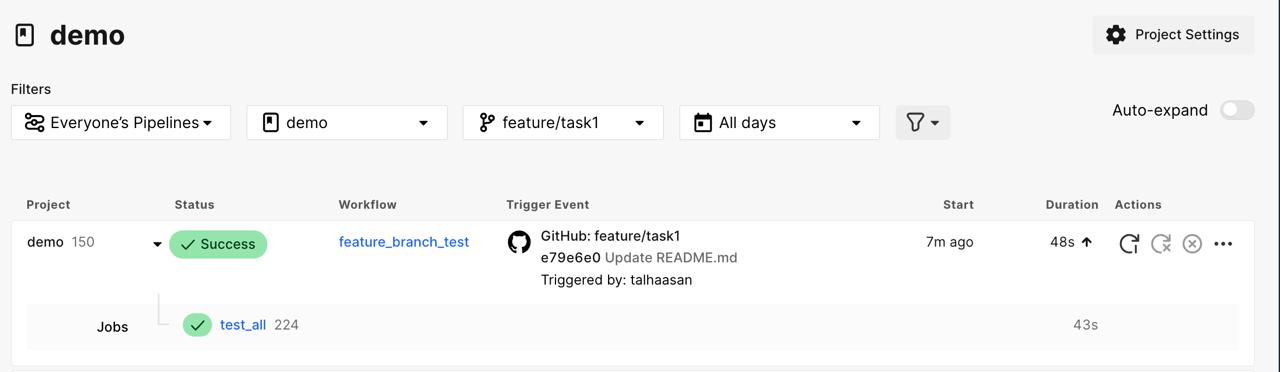 demo
Project Settings
Filters
Everyone's Pipelines
demo
feature/task1
All days
Auto-expand
Project Status Workflow Trigger Event Start Duration Actions
demo 150 Success feature_branch_test GitHub: feature/task1 7m ago 48s
e79e6e0 Update README.md
Triggered by: talhaasan
Jobs test_all 224 43s